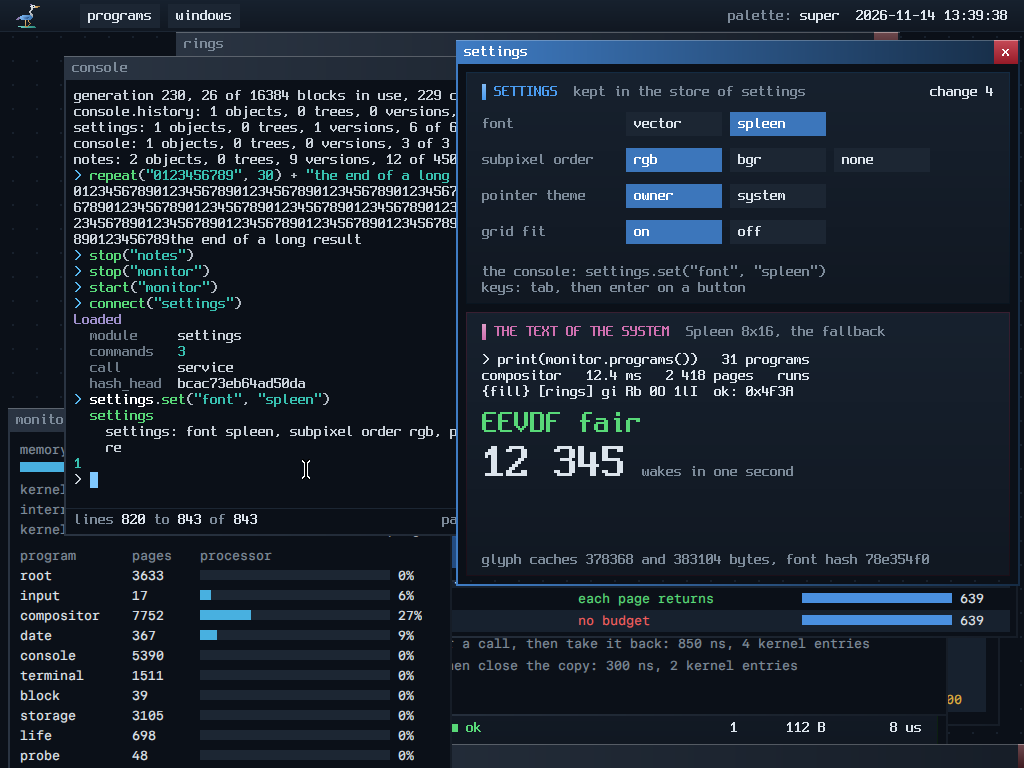 programs windows palette: super 2026-11-14 13:39:38
rings
console
generation 230, 26 of 16384 blocks in use, 229 c
console.history: 1 objects, 0 trees, 0 versions,
settings: 1 objects, 0 trees, 1 versions, 6 of 6
console: 1 objects, 0 trees, 0 versions, 3 of 3
notes: 2 objects, 0 trees, 9 versions, 12 of 450
> repeat("0123456789", 30) + "the end of a long
012345678901234567890123456789012345678901234567
678901234567890123456789012345678901234567890123
234567890123456789012345678901234567890123456789
890123456789the end of a long result
> stop("notes")
> stop("monitor")
> start("monitor")
> connect("settings")
Loaded
module settings
commands 3
call service
hash_head bcac73eb64ad50da
> settings.set("font", "spleen")
settings
settings: font spleen, subpixel order rgb, p
re
1
>
lines 820 to 843 of 843 pa
settings x
SETTINGS kept in the store of settings change 4
font vector spleen
subpixel order rgb bgr none
pointer theme owner system
grid fit on off
the console: settings.set("font", "spleen")
keys: tab, then enter on a button
THE TEXT OF THE SYSTEM Spleen 8x16, the fallback
> print(monitor.programs()) 31 programs
compositor 12.4 ms 2 418 pages runs
{fill} [rings] gi Rb 0O 1lI ok: 0x4F3A
EEVDF fair
12 345 wakes in one second
glyph caches 378368 and 383104 bytes, font hash 78e354f0
monito
memory
kernel
inter
kernel
program pages processor
root 3633 0%
input 17 6%
compositor 7752 27%
date 367 9%
console 5390 0%
terminal 1511 0%
block 39 0%
storage 3105 0%
life 698 0%
probe 48 0%
each page returns 639
no budget 639
r a call, then take it back: 850 ns, 4 kernel entries
hen close the copy: 300 ns, 2 kernel entries
00
ok 1 112 B 8 us